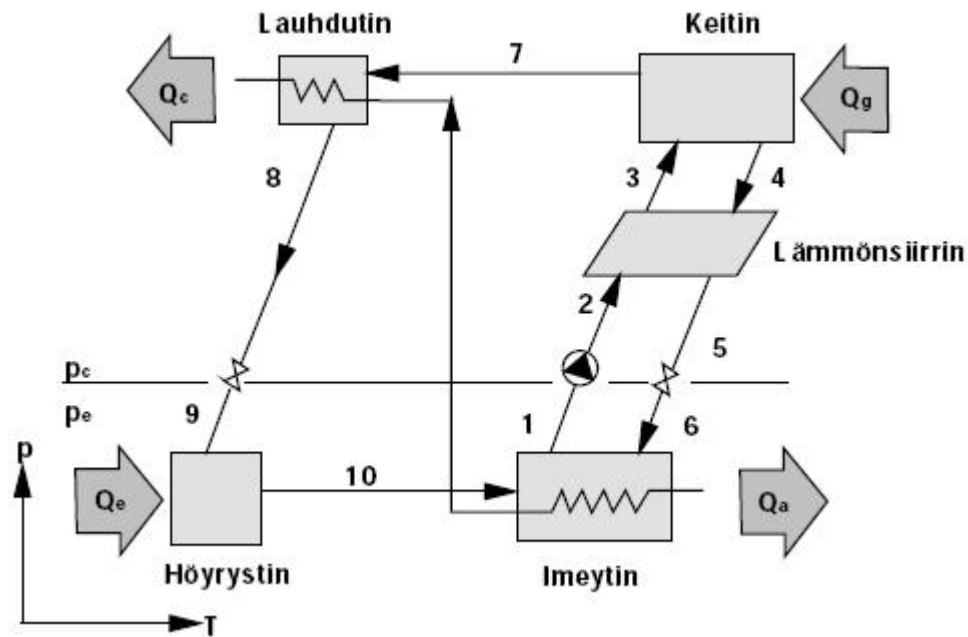 Lauhdutin
Keitin
7
Qc
Qg
8
3
4
Lämmönsiirrin
2
5
pc
pe
9
1
6
p
10
Qe
Qa
Höyrystin
Imeytin
T